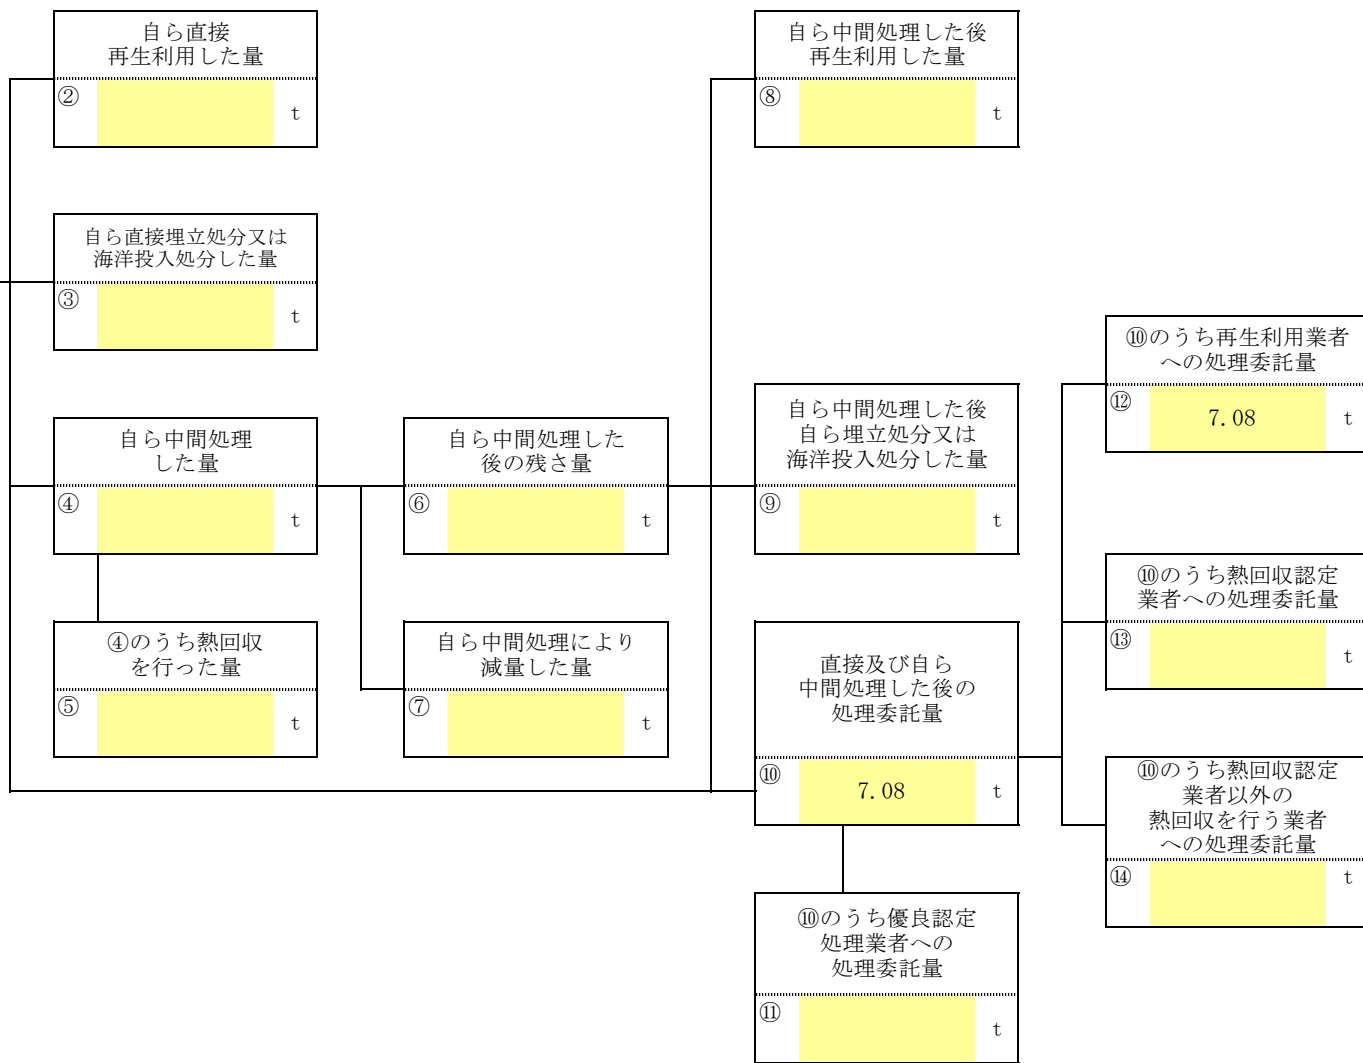 自ら直接
再生利用した量
② t
自ら直接埋立処分又は
海洋投入処分した量
③ t
自ら中間処理
した量
④ t
④のうち熱回収
を行った量
⑤ t
自ら中間処理した
後の残さ量
⑥ t
自ら中間処理により
減量した量
⑦ t
自ら中間処理した後
再生利用した量
⑧ t
自ら中間処理した後
自ら埋立処分又は
海洋投入処分した量
⑨ t
直接及び自ら
中間処理した後の
処理委託量
⑩ 7.08 t
⑩のうち優良認定
処理業者への
処理委託量
⑪ t
⑩のうち再生利用業者
への処理委託量
⑫ 7.08 t
⑩のうち熱回収認定
業者への処理委託量
⑬ t
⑩のうち熱回収認定
業者以外の
熱回収を行う業者
への処理委託量
⑭ t